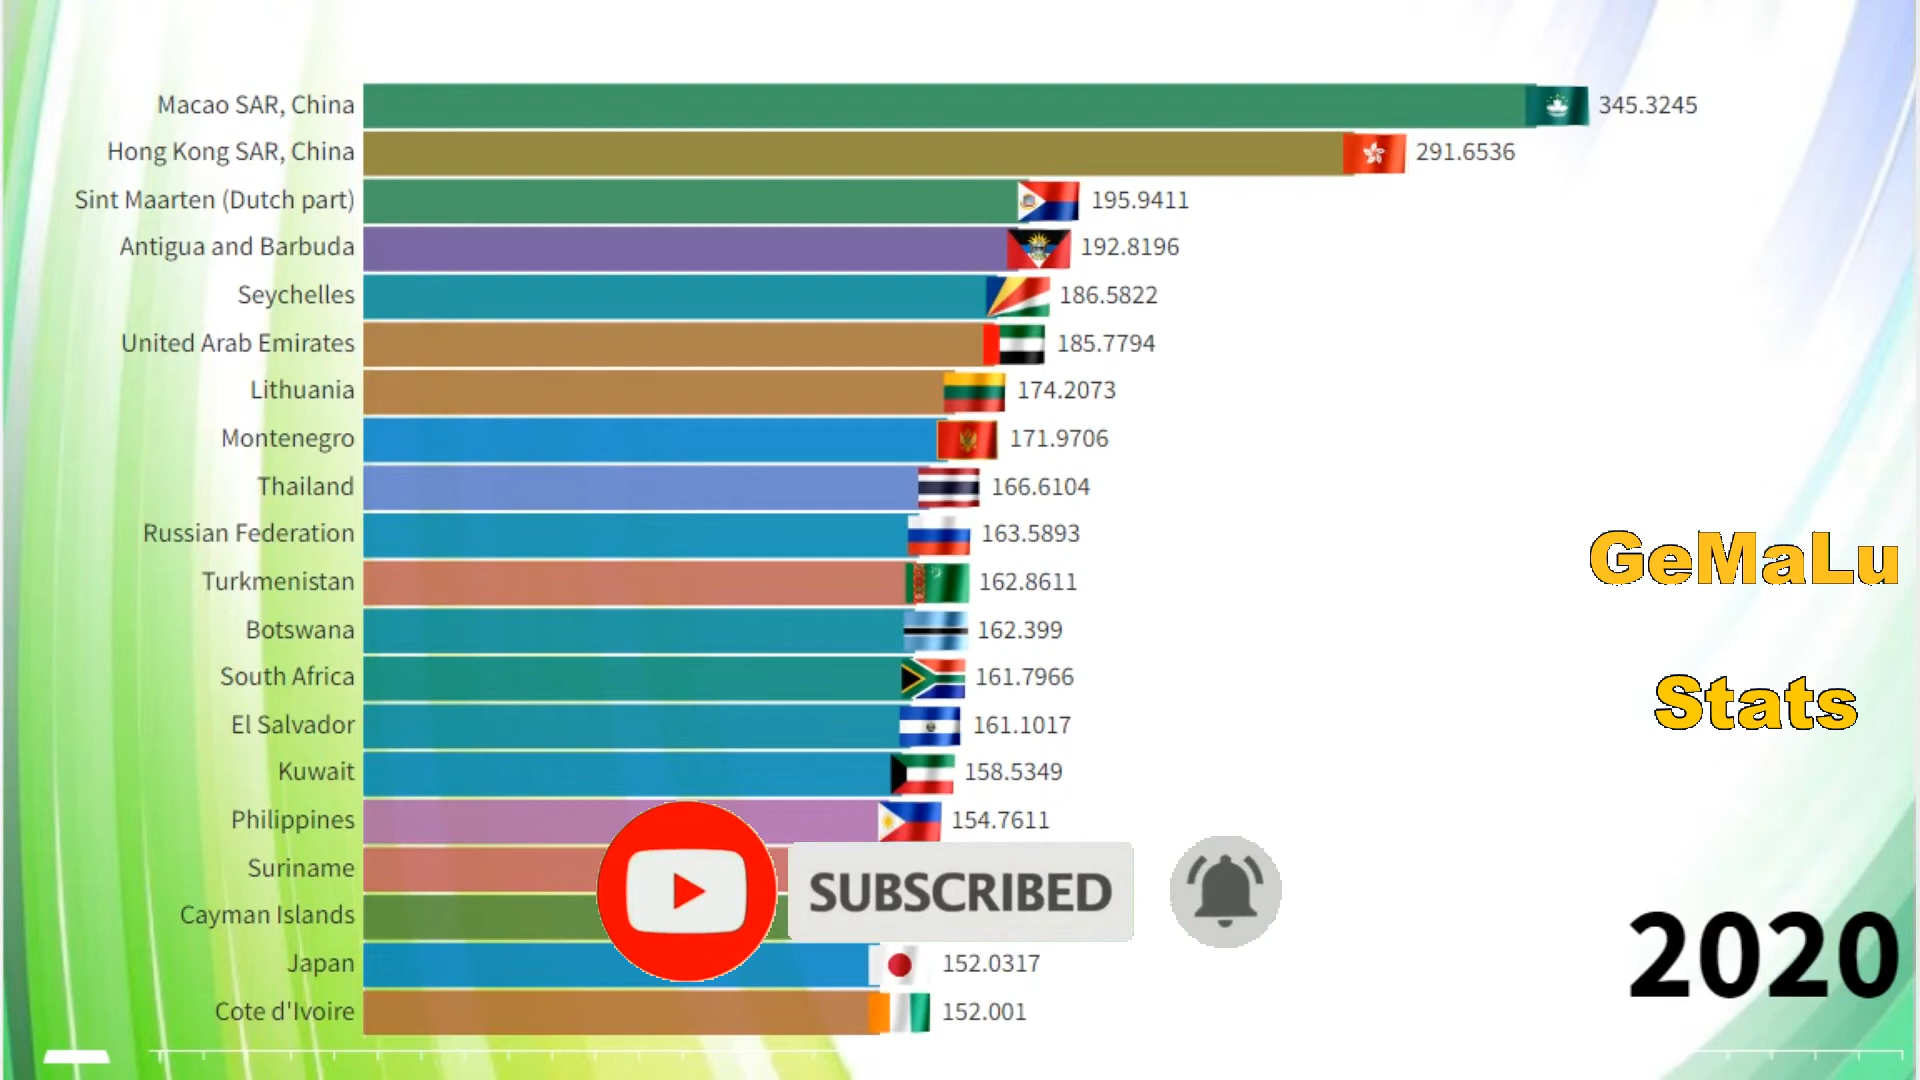 Macao SAR, China 345.3245
Hong Kong SAR, China 291.6536
Sint Maarten (Dutch part) 195.9411
Antigua and Barbuda 192.8196
Seychelles 186.5822
United Arab Emirates 185.7794
Lithuania 174.2073
Montenegro 171.9706
Thailand 166.6104
Russian Federation 163.5893
Turkmenistan 162.8611
Botswana 162.399
South Africa 161.7966
El Salvador 161.1017
Kuwait 158.5349
Philippines 154.7611
Suriname
Cayman Islands
Japan 152.0317
Cote d'Ivoire 152.001
SUBSCRIBED
GeMaLu
Stats
2020